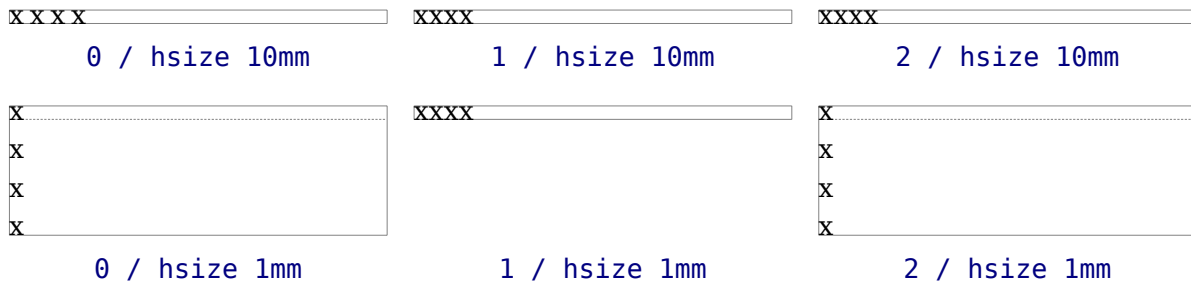 x x x x xxxx xxxx
0 / hsize 10mm 1 / hsize 10mm 2 / hsize 10mm
x xxxx x
x x
x x
x x
0 / hsize 1mm 1 / hsize 1mm 2 / hsize 1mm